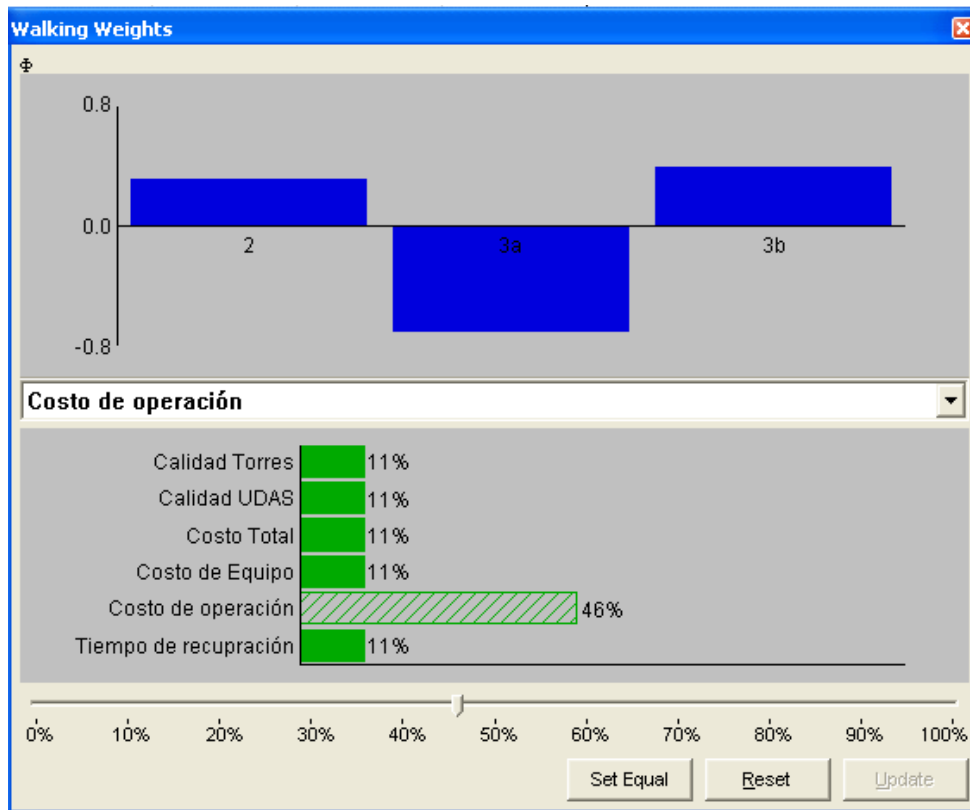 Walking Weights
Φ
0.8
0.0
2 3a 3b
-0.8
Costo de operación
Calidad Torres 11%
Calidad UDAS 11%
Costo Total 11%
Costo de Equipo 11%
Costo de operación 46%
Tiempo de recupración 11%
0% 10% 20% 30% 40% 50% 60% 70% 80% 90% 100%
Set Equal Reset Update